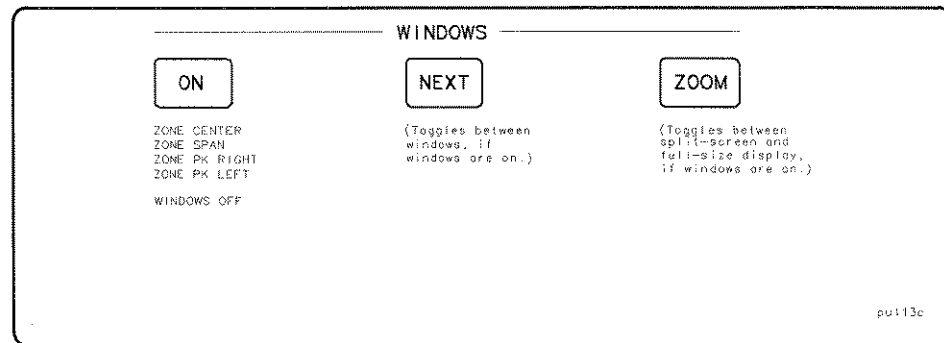 WINDOWS
ON
ZONE CENTER
ZONE SPAN
ZONE PK RIGHT
ZONE PK LEFT
WINDOWS OFF
NEXT
(Toggles between
windows, if
windows are on.)
ZOOM
(Toggles between
split-screen and
full-size display,
if windows are on.)
pu113c